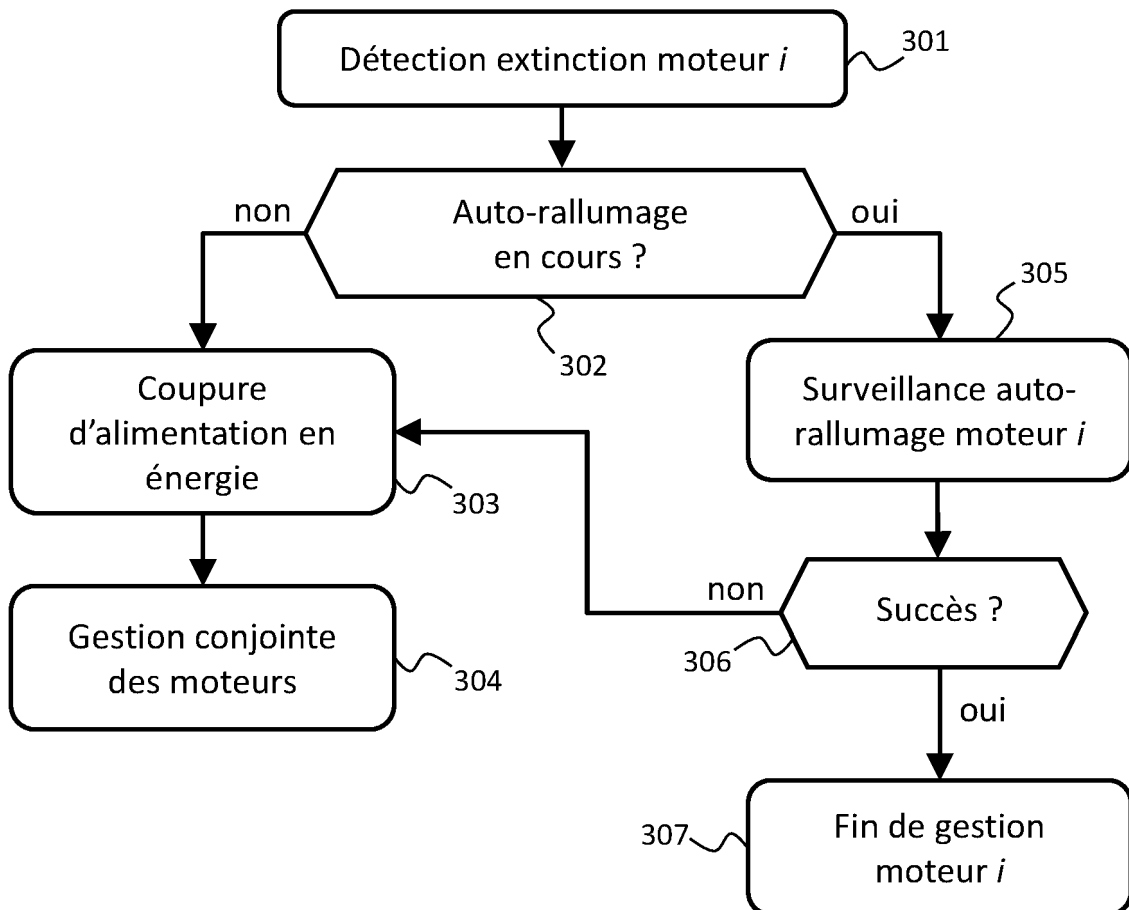 Détection extinction moteur i
301
non
Auto-rallumage
en cours ?
oui
302
305
Coupure
d’alimentation en
énergie
303
Surveillance auto-
rallumage moteur i
Gestion conjointe
des moteurs
304
non
Succès ?
306
oui
Fin de gestion
moteur i
307